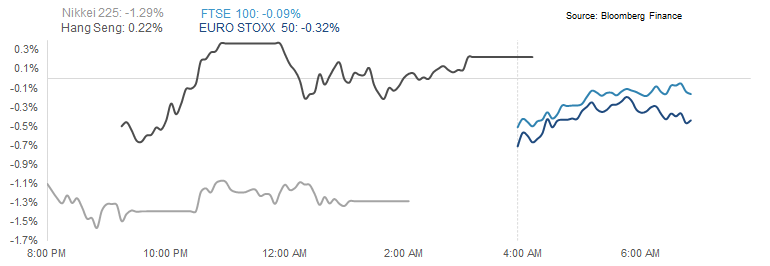 Nikkei 225: -1.29% FTSE 100: -0.09%
Hang Seng: 0.22% EURO STOXX 50: -0.32%
Source: Bloomberg Finance
0.3%
0.1%
-0.1%
-0.3%
-0.5%
-0.7%
-0.9%
-1.1%
-1.3%
-1.5%
-1.7%
8:00 PM 10:00 PM 12:00 AM 2:00 AM 4:00 AM 6:00 AM